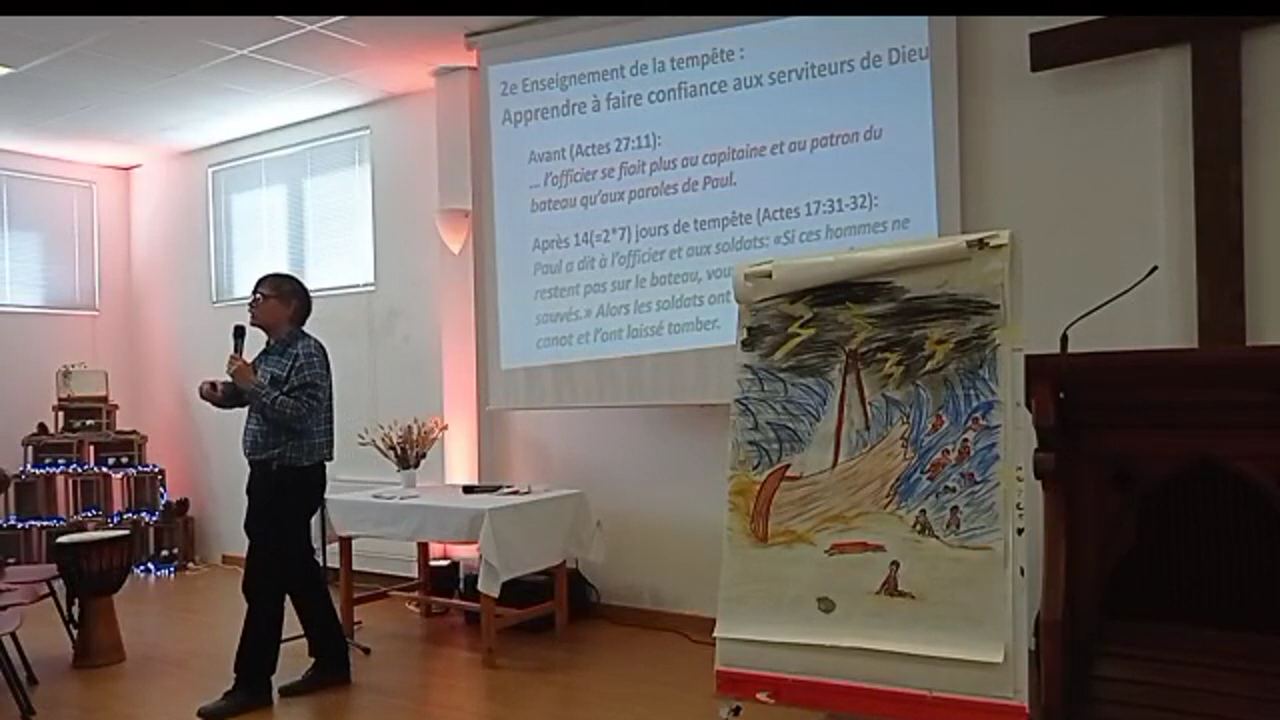 2e Enseignement de la tempête :
Apprendre à faire confiance aux serviteurs de Dieu
Avant (Actes 27:11):
... l'officier se fiait plus au capitaine et au patron du
bateau qu'aux paroles de Paul.
Après 14(=2*7) jours de tempête (Actes 17:31-32):
Paul a dit à l'officier et aux soldats: «Si ces hommes ne
restent pas sur le bateau, vou
sauvés.» Alors les soldats ont
canot et l'ont laissé tomber.